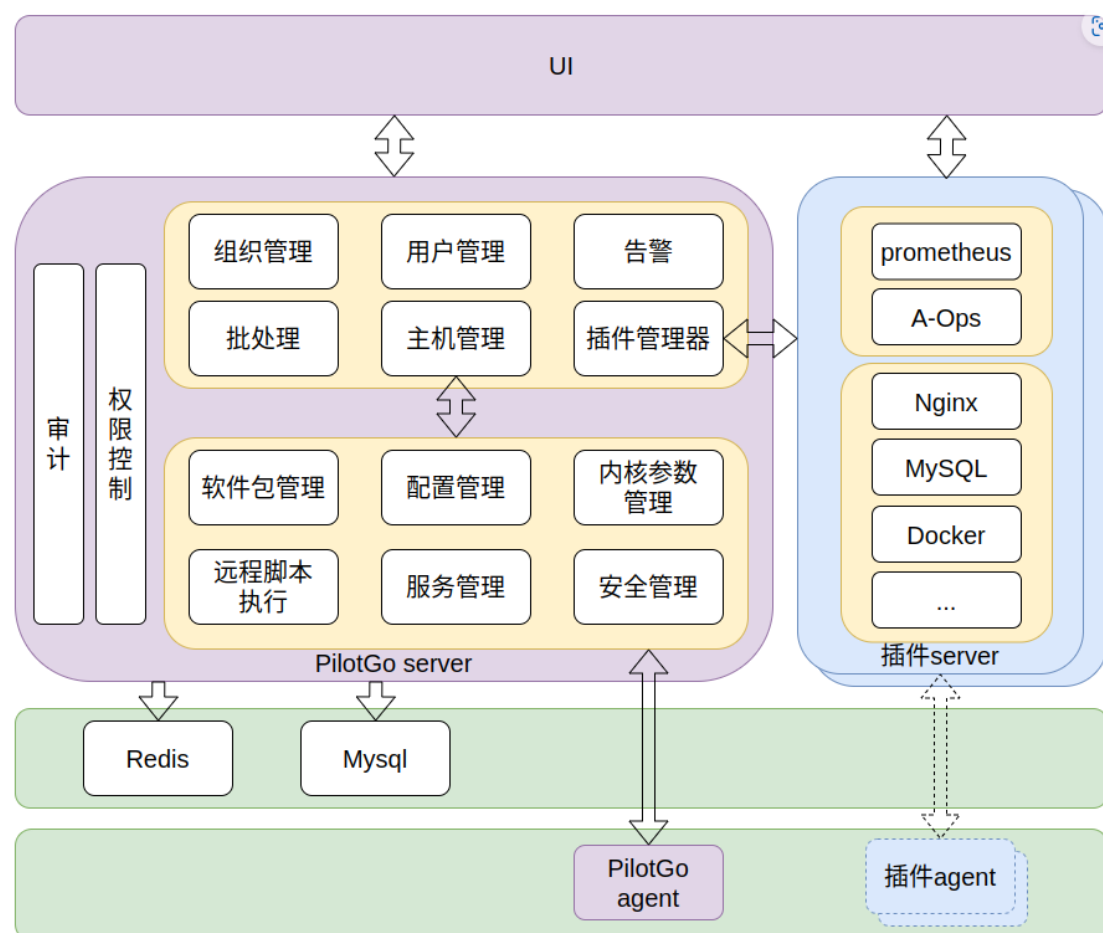 UI
组织管理
用户管理
告警
批处理
主机管理
插件管理器
审
计
权
限
控
制
软件包管理
配置管理
内核参数
管理
远程脚本
执行
服务管理
安全管理
PilotGo server
prometheus
A-Ops
Nginx
MySQL
Docker
...
插件server
Redis
Mysql
PilotGo
agent
插件agent